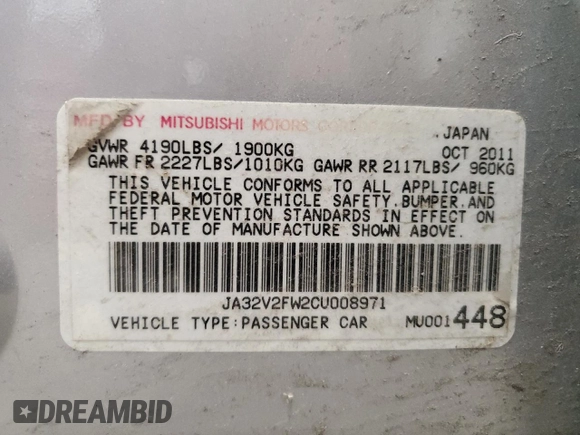 MFD BY MITSUBISHI MOTORS
JAPAN
GVWR 4190LBS/ 1900KG OCT 2011
GAWR FR 2227LBS/1010KG GAWR RR 2117LBS/ 960KG
THIS VEHICLE CONFORMS TO ALL APPLICABLE
FEDERAL MOTOR VEHICLE SAFETY,BUMPER,AND
THEFT PREVENTION STANDARDS IN EFFECT ON
THE DATE OF MANUFACTURE SHOWN ABOVE.
JA32V2FW2CU008971
VEHICLE TYPE:PASSENGER CAR MU001448
DREAMBID